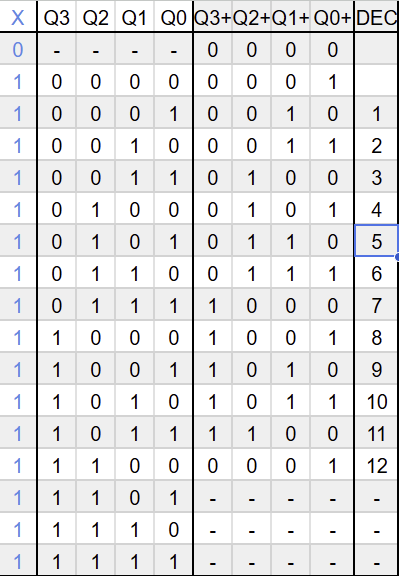 X Q3 Q2 Q1 Q0 Q3+ Q2+ Q1+ Q0+ DEC
0 - - - - 0 0 0 0
1 0 0 0 0 0 0 0 1
1 0 0 0 1 0 0 1 0 1
1 0 0 1 0 0 0 1 1 2
1 0 0 1 1 0 1 0 0 3
1 0 1 0 0 0 1 0 1 4
1 0 1 0 1 0 1 1 0 5
1 0 1 1 0 0 1 1 1 6
1 0 1 1 1 1 0 0 0 7
1 1 0 0 0 1 0 0 1 8
1 1 0 0 1 1 0 1 0 9
1 1 0 1 0 1 0 1 1 10
1 1 0 1 1 1 1 0 0 11
1 1 1 0 0 0 0 0 1 12
1 1 1 0 1 - - - - -
1 1 1 1 0 - - - - -
1 1 1 1 1 - - - - -